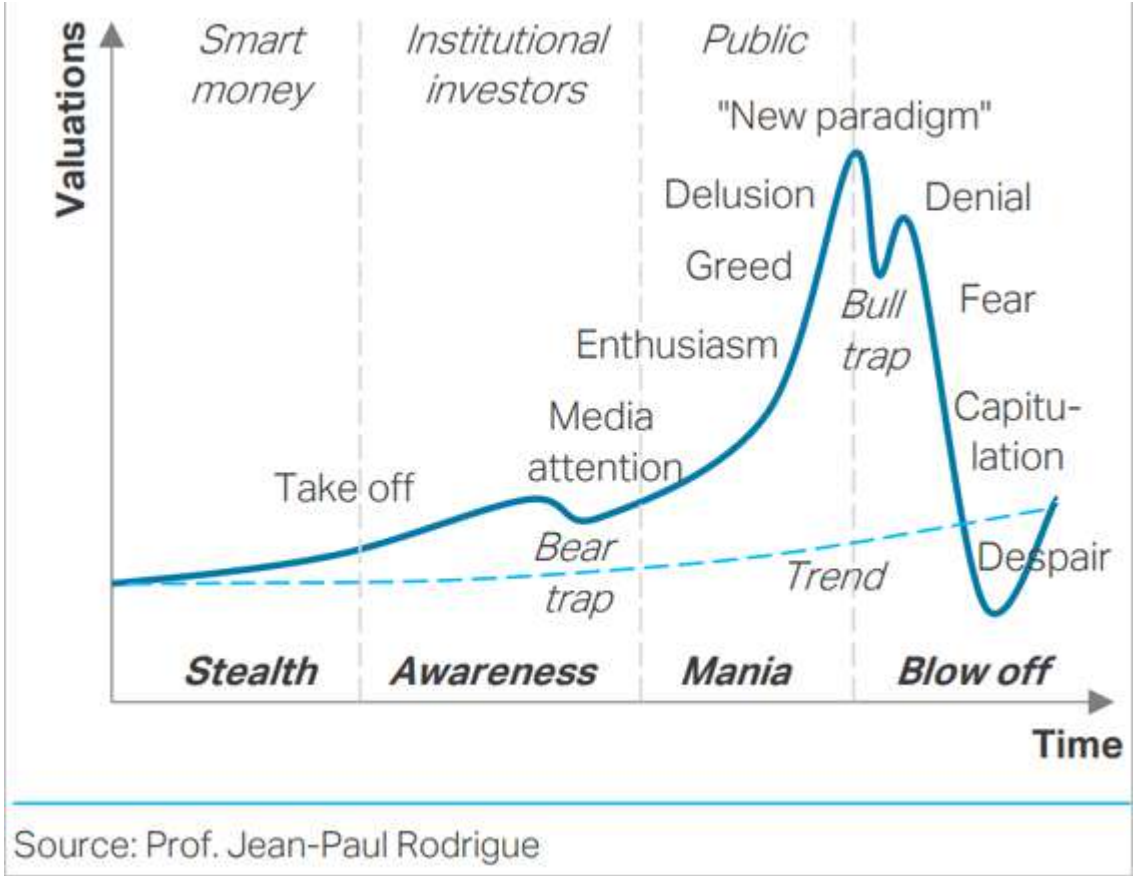 Valuations
Smart
money
Institutional
investors
Public
"New paradigm"
Delusion
Denial
Greed
Bull
trap
Fear
Enthusiasm
Media
attention
Capitu-
lation
Take off
Bear
trap
Trend
Despair
Stealth
Awareness
Mania
Blow off
Time
Source: Prof. Jean-Paul Rodrigue